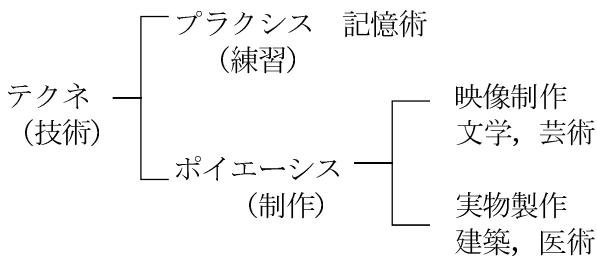 プラクシス　記憶術
（練習）
テクネ
（技術）
映像制作
文学，芸術
ポイエーシス
（制作）
実物製作
建築，医術